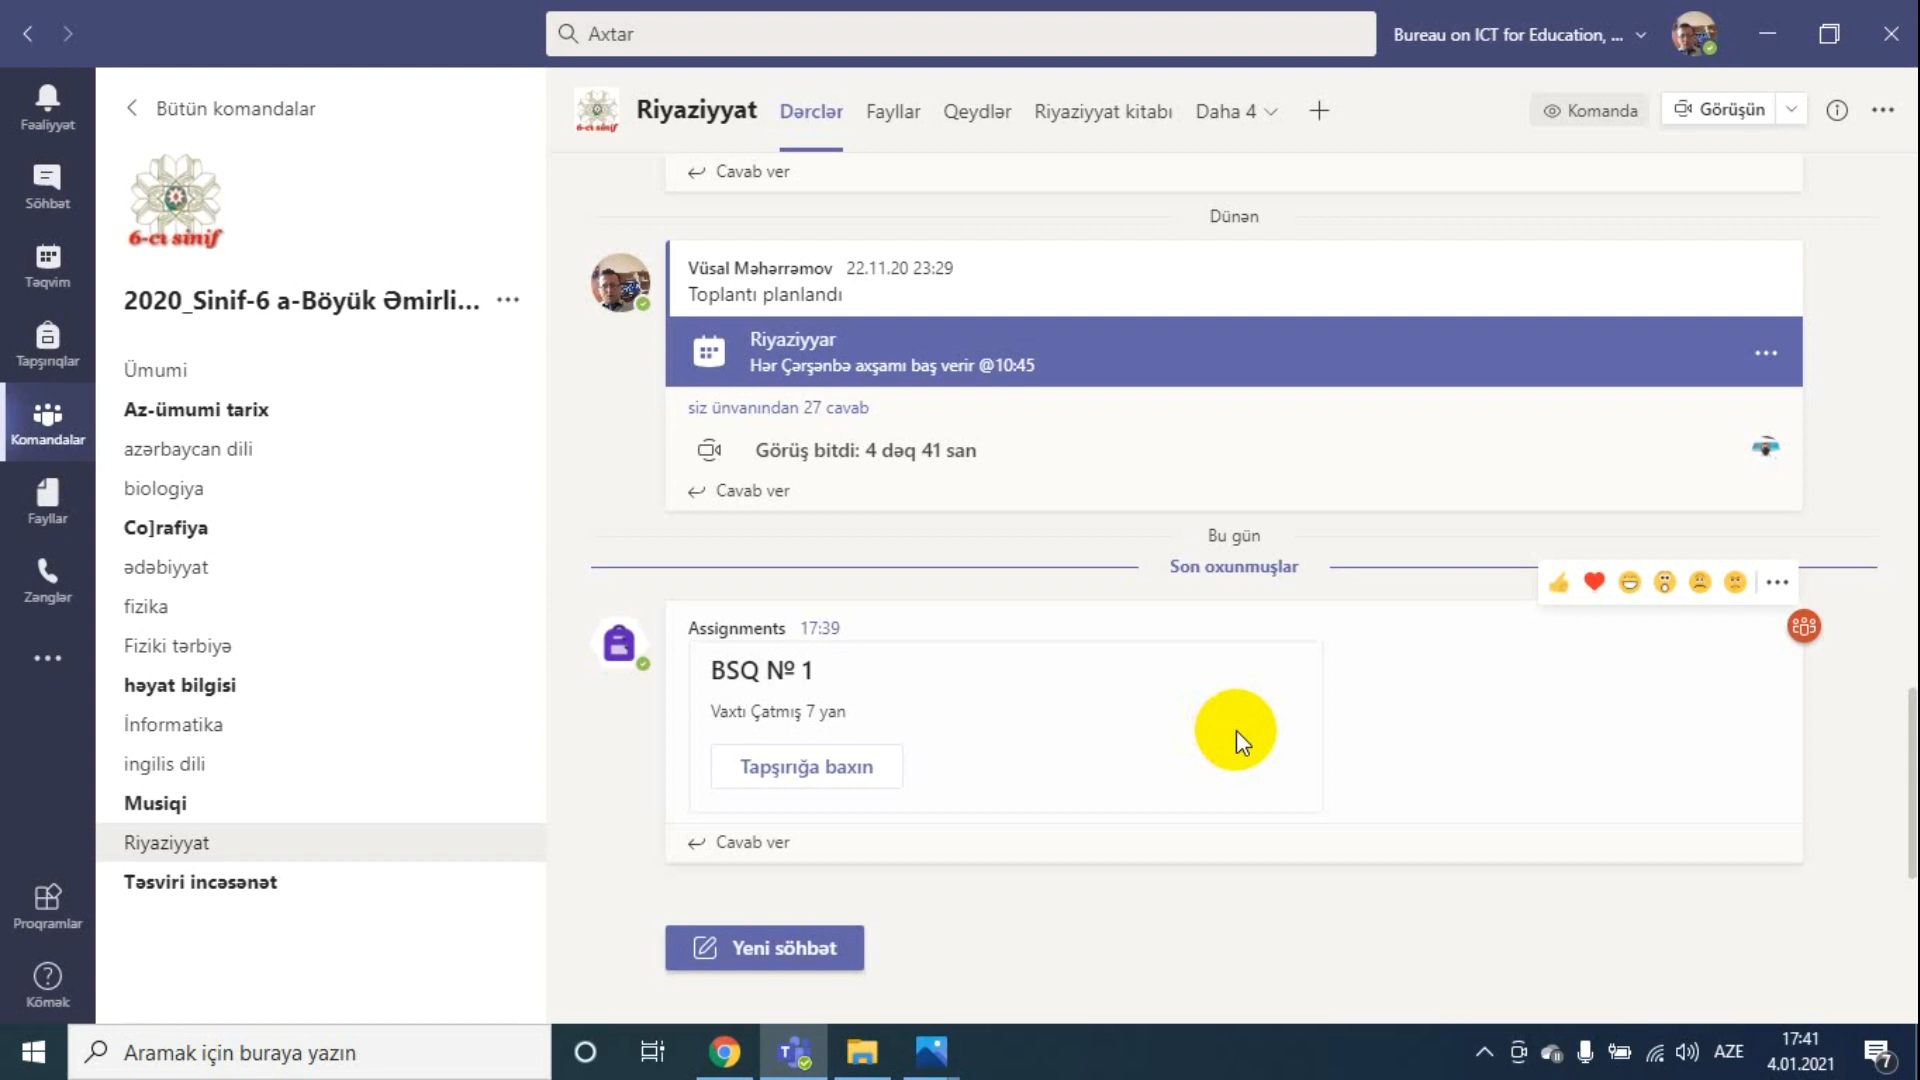 Axtar
Bureau on ICT for Education, ...
Fəaliyyət
Söhbət
Təqvim
Tapşırıqlar
Komandalar
Fayllar
Zənglər
Proqramlar
Kömək
Bütün komandalar
6-cı sinif
2020_Sinif-6 a-Böyük Əmirli...
Ümumi
Az-ümumi tarix
azərbaycan dili
biologiya
Co]rafiya
ədəbiyyat
fizika
Fiziki tərbiyə
həyat bilgisi
İnformatika
ingilis dili
Musiqi
Riyaziyyat
Təsviri incəsənət
6-cı sinif
Riyaziyyat Dərclər Fayllar Qeydlər Riyaziyyat kitabı Daha 4
Komanda Görüşün
Cavab ver
Dünən
Vüsal Məhərrəmov 22.11.20 23:29
Toplantı planlandı
Riyaziyyar
Hər Çərşənbə axşamı baş verir @10:45
siz ünvanından 27 cavab
Görüş bitdi: 4 dəq 41 san
Cavab ver
Bu gün
Son oxunmuşlar
Assignments 17:39
BSQ № 1
Vaxtı Çatmış 7 yan
Tapşırığa baxın
Cavab ver
Yeni söhbət
Aramak için buraya yazın
AZE
17:41
4.01.2021
7